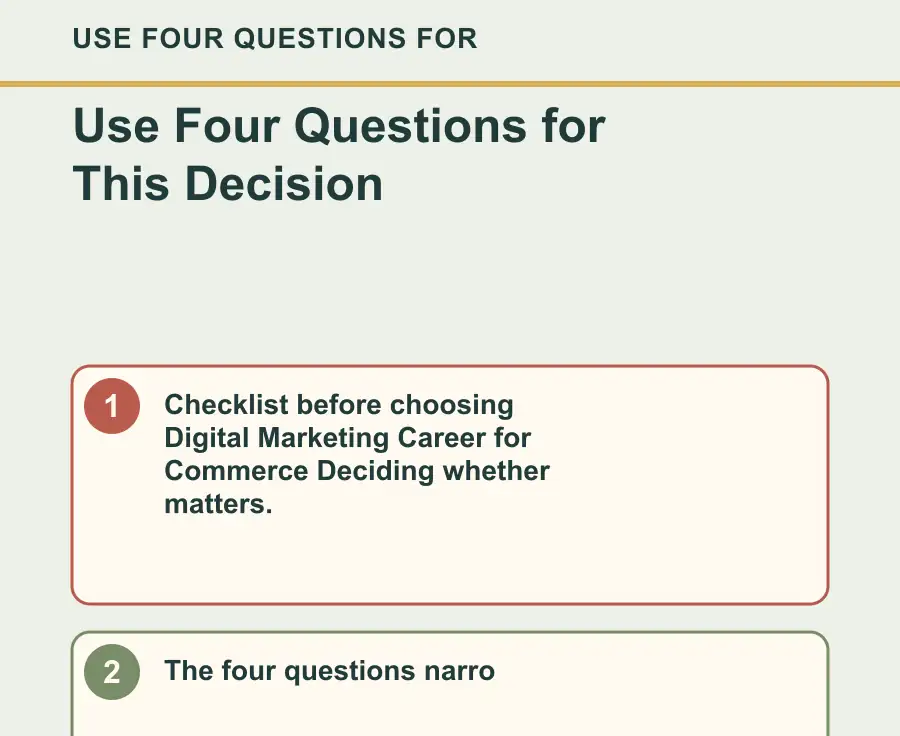 USE FOUR QUESTIONS FOR
Use Four Questions for
This Decision
1
Checklist before choosing
Digital Marketing Career for
Commerce Deciding whether
matters.
2
The four questions narro